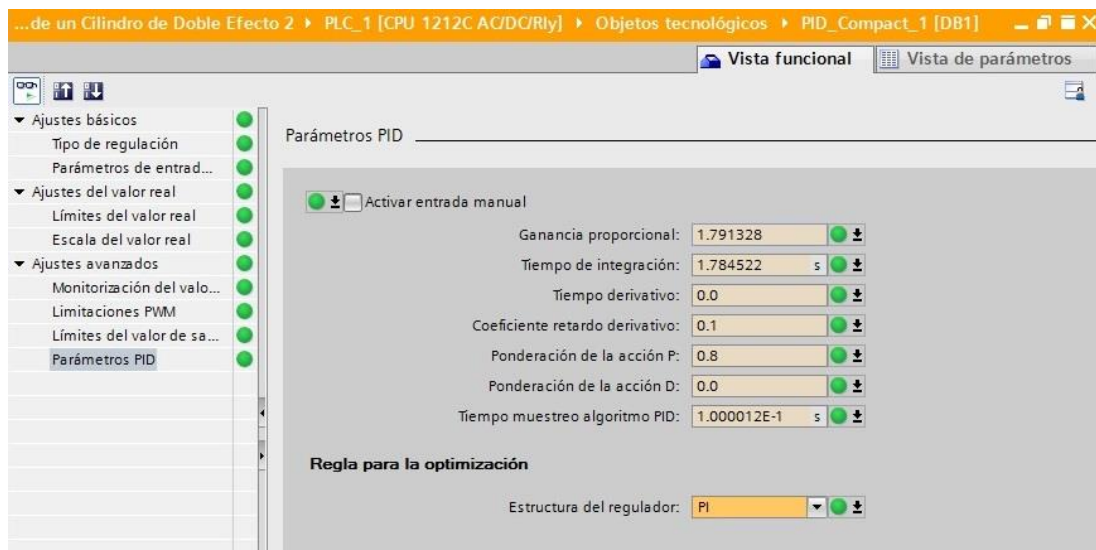 ...de un Cilindro de Doble Efecto 2 ▸ PLC_1 [CPU 1212C AC/DC/Rly] ▸ Objetos tecnológicos ▸ PID_Compact_1 [DB1]
Vista funcional
Vista de parámetros
Ajustes básicos
Tipo de regulación
Parámetros de entrad...
Ajustes del valor real
Límites del valor real
Escala del valor real
Ajustes avanzados
Monitorización del valo...
Limitaciones PWM
Límites del valor de sa...
Parámetros PID
Parámetros PID
Activar entrada manual
Ganancia proporcional: 1.791328
Tiempo de integración: 1.784522 s
Tiempo derivativo: 0.0
Coeficiente retardo derivativo: 0.1
Ponderación de la acción P: 0.8
Ponderación de la acción D: 0.0
Tiempo muestreo algoritmo PID: 1.000012E-1 s
Regla para la optimización
Estructura del regulador: PI